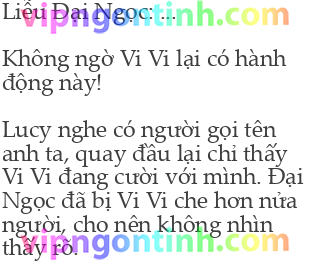 Liễu Đại Ngọc: ...
vipngontinh.com
Không ngờ Vi Vi lại có hành
động này!
Lucy nghe có người gọi tên
anh ta, quay đầu lại chỉ thấy
Vi Vi đang cười với mình. Đại
Ngọc đã bị Vi Vi che hơn nửa
người, cho nên không nhìn
thấy rõ.
vipngontinh.com